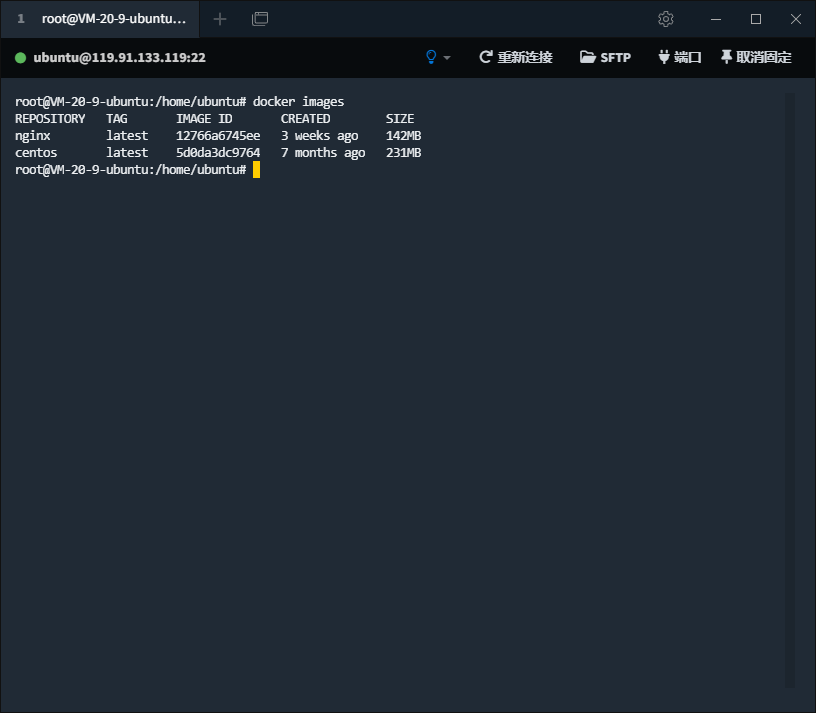 1 root@VM-20-9-ubuntu...
ubuntu@119.91.133.119:22 重新连接 SFTP 端口 取消固定
root@VM-20-9-ubuntu:/home/ubuntu# docker images
REPOSITORY TAG IMAGE ID CREATED SIZE
nginx latest 12766a6745ee 3 weeks ago 142MB
centos latest 5d0da3dc9764 7 months ago 231MB
root@VM-20-9-ubuntu:/home/ubuntu#